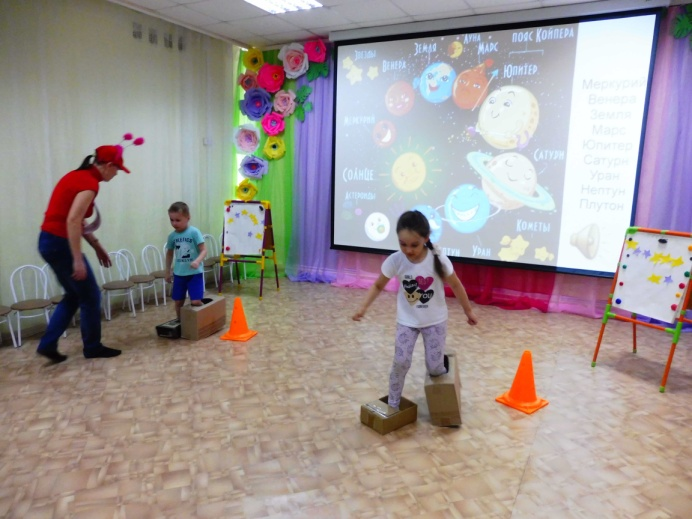 ЗВЕЗДЫ
ВЕНЕРА
ЗЕМЛЯ
ЛУНА
МАРС
ПОЯС КОЙПЕРА
ЮПИТЕР
МЕРКУРИЙ
СОЛНЦЕ
САТУРН
АСТЕРОИДЫ
УРАН
КОМЕТЫ
Меркурий
Венера
Земля
Марс
Юпитер
Сатурн
Уран
Нептун
Плутон